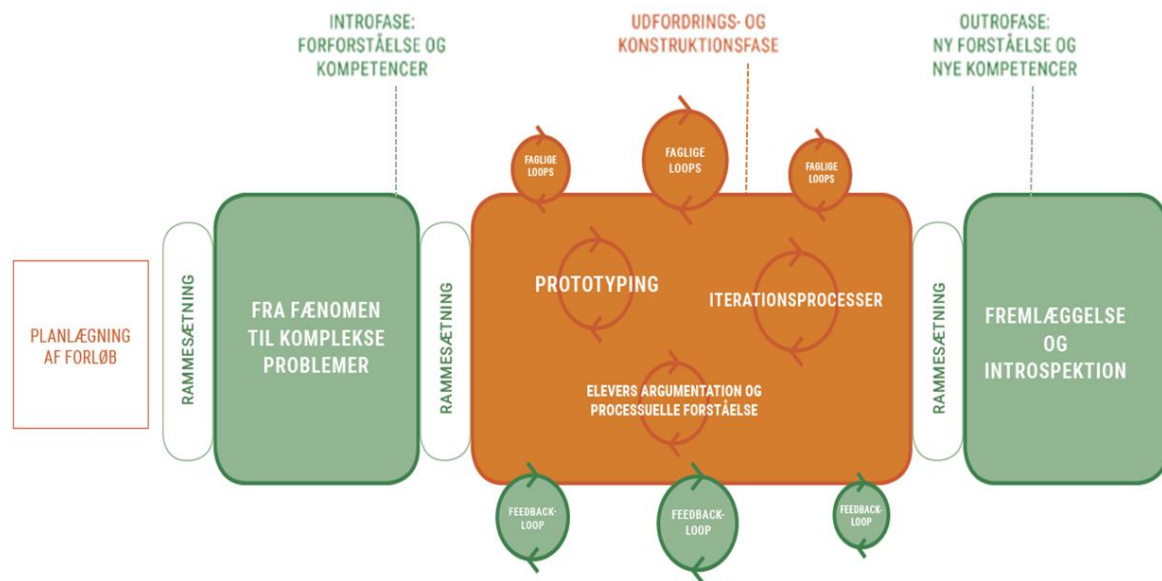 INTROFASE:
FORFORSTÅELSE OG
KOMPETENCER
UDFORDRINGS- OG
KONSTRUKTIONSFASE
OUTROFASE:
NY FORSTÅELSE OG
NYE KOMPETENCER
PLANLÆGNING
AF FORLØB
RAMMESÆTNING
FRA FÆNOMEN
TIL KOMPLEKSE
PROBLEMER
RAMMESÆTNING
FAGLIGE
LOOPS
FAGLIGE
LOOPS
FAGLIGE
LOOPS
PROTOTYPING
ITERATIONSPROCESSER
ELEVERS ARGUMENTATION OG
PROCESSUELLE FORSTÅELSE
FEEDBACK-
LOOP
FEEDBACK-
LOOP
FEEDBACK-
LOOP
RAMMESÆTNING
FREMLÆGGELSE
OG
INTROSPEKTION